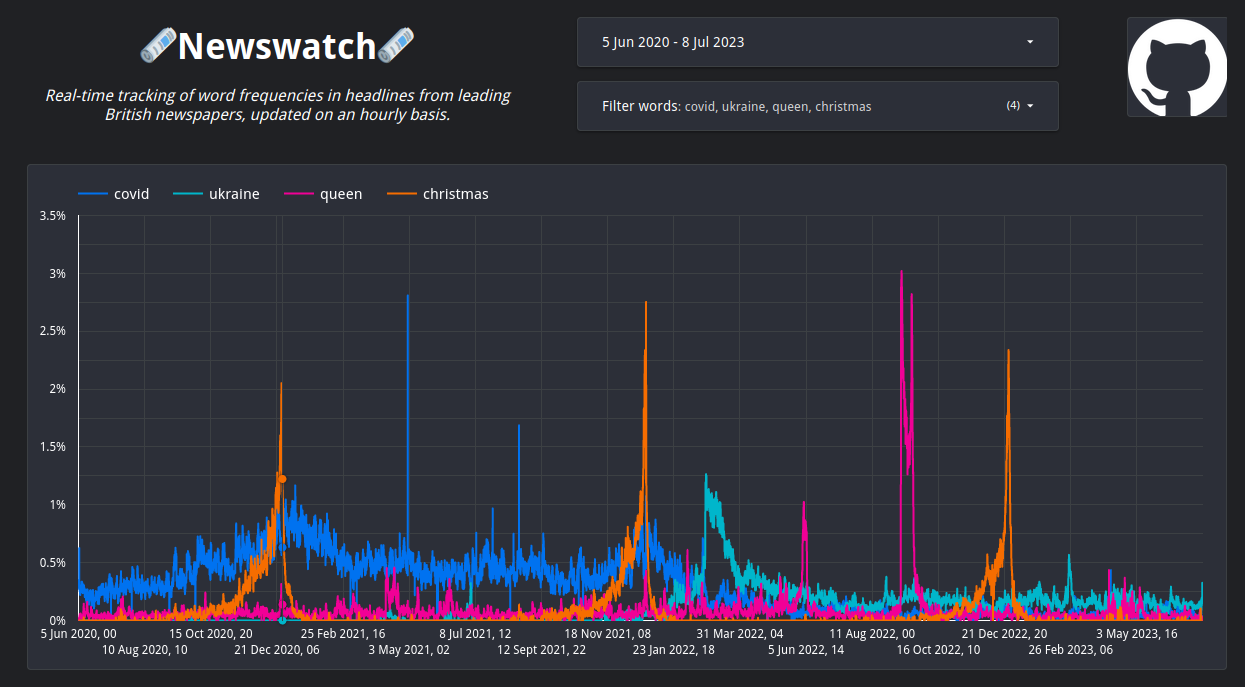 Newswatch
Real-time tracking of word frequencies in headlines from leading
British newspapers, updated on an hourly basis.
5 Jun 2020 - 8 Jul 2023
Filter words: covid, ukraine, queen, christmas (4)
covid ukraine queen christmas
3.5%
3%
2.5%
2%
1.5%
1%
0.5%
0%
5 Jun 2020, 00 15 Oct 2020, 20 25 Feb 2021, 16 8 Jul 2021, 12 18 Nov 2021, 08 31 Mar 2022, 04 11 Aug 2022, 00 21 Dec 2022, 20 3 May 2023, 16
10 Aug 2020, 10 21 Dec 2020, 06 3 May 2021, 02 12 Sept 2021, 22 23 Jan 2022, 18 5 Jun 2022, 14 16 Oct 2022, 10 26 Feb 2023, 06